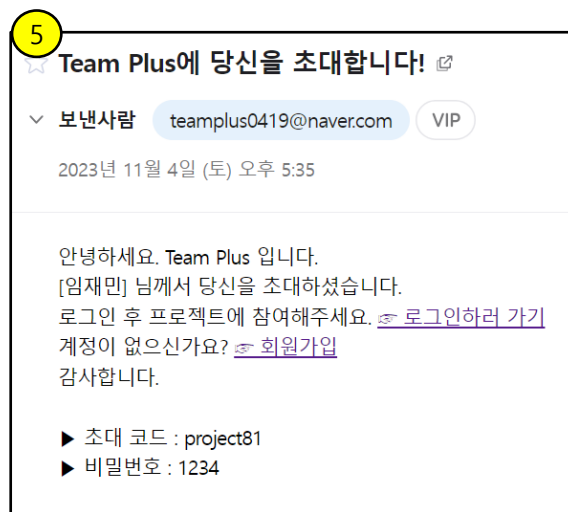 5
Team Plus에 당신을 초대합니다!
보낸사람 teamplus0419@naver.com VIP
2023년 11월 4일 (토) 오후 5:35
안녕하세요. Team Plus 입니다.
[임재민] 님께서 당신을 초대하셨습니다.
로그인 후 프로젝트에 참여해주세요. ☞ 로그인하러 가기
계정이 없으신가요? ☞ 회원가입
감사합니다.
▶ 초대 코드 : project81
▶ 비밀번호 : 1234